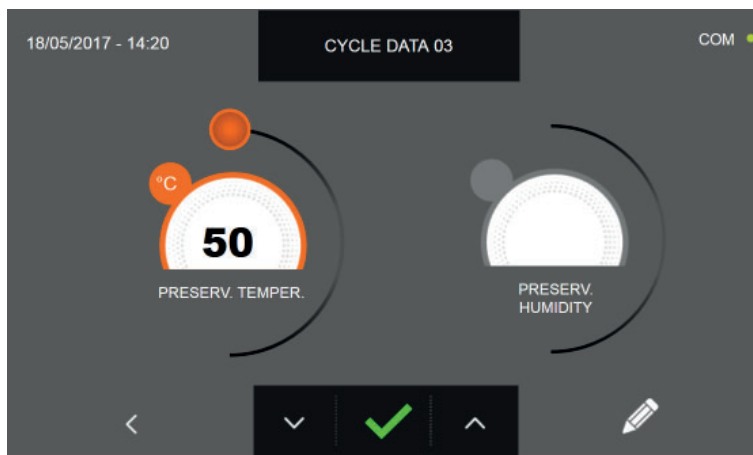 18/05/2017 - 14:20
CYCLE DATA 03
COM
°C
50
PRESERV. TEMPER.
PRESERV.
HUMIDITY